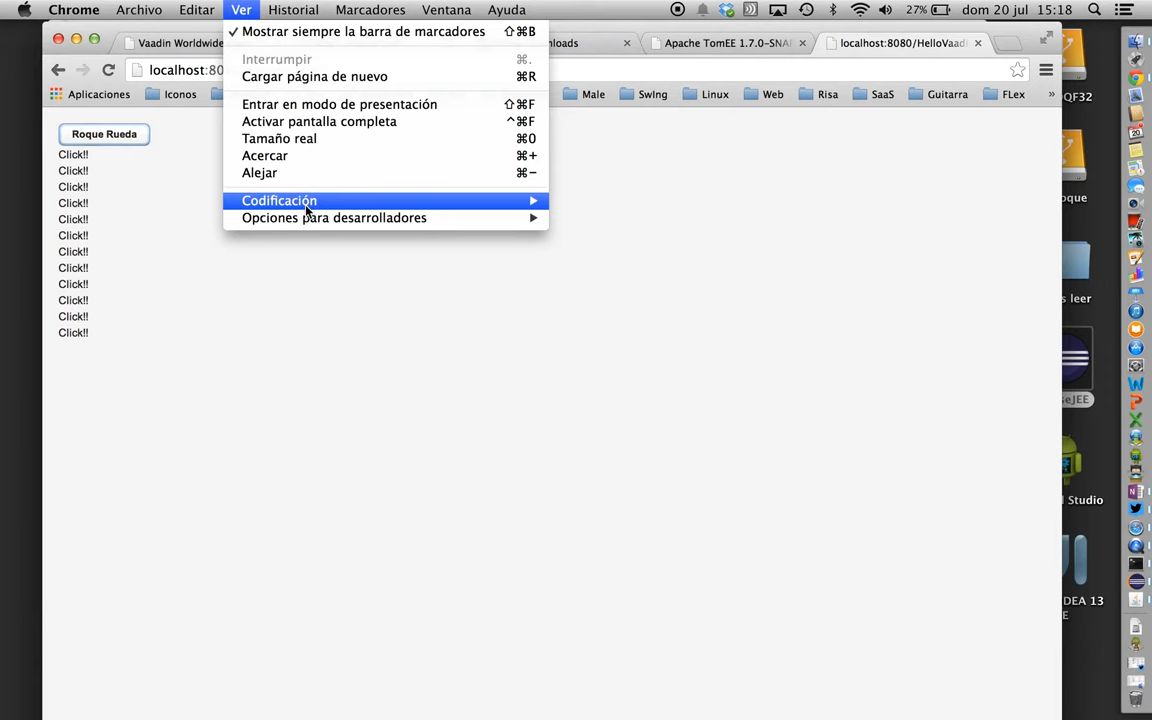 Chrome Archivo Editar Ver Historial Marcadores Ventana Ayuda 27% dom 20 jul 15:18
Vaadin Worldwide
nloads
Apache TomEE 1.7.0-SNA
localhost:8080/HelloVaad
localhost:80
Aplicaciones Iconos Male SwIng Linux Web Risa SaaS Guitarra FLex »
Mostrar siempre la barra de marcadores ⇧⌘B
Interrumpir ⌘.
Cargar página de nuevo ⌘R
Entrar en modo de presentación ⇧⌘F
Activar pantalla completa ^⌘F
Tamaño real ⌘0
Acercar ⌘+
Alejar ⌘−
Codificación
Opciones para desarrolladores
Roque Rueda
Click!!
Click!!
Click!!
Click!!
Click!!
Click!!
Click!!
Click!!
Click!!
Click!!
Click!!
Click!!
QF32
oque
s leer
seJEE
l Studio
DEA 13
E